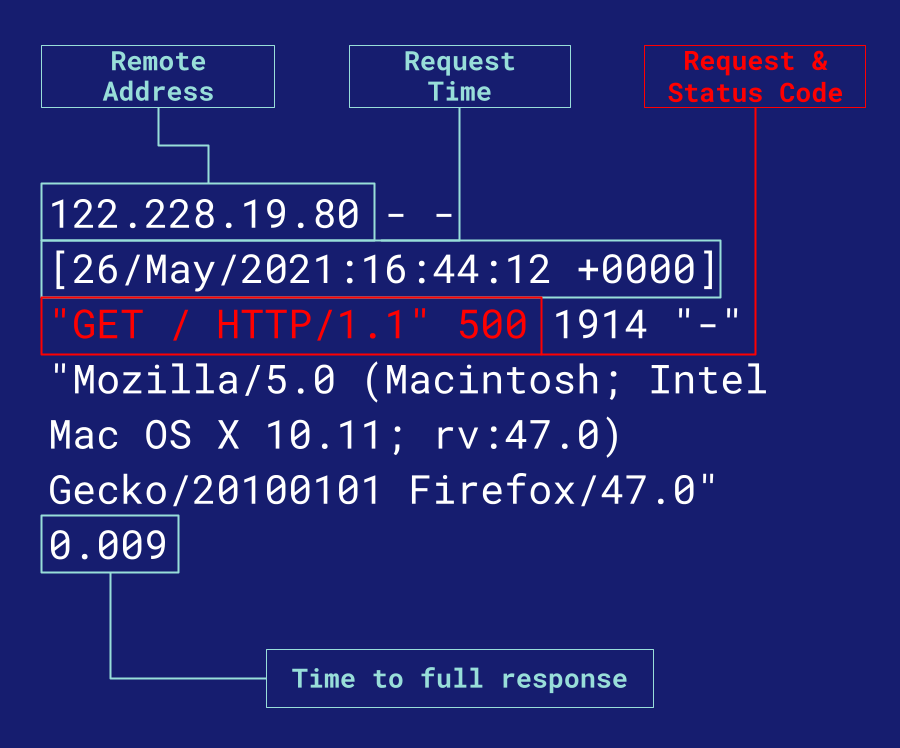 Remote
Address
Request
Time
Request &
Status Code
122.228.19.80 - -
[26/May/2021:16:44:12 +0000]
"GET / HTTP/1.1" 500 1914 "-"
"Mozilla/5.0 (Macintosh; Intel
Mac OS X 10.11; rv:47.0)
Gecko/20100101 Firefox/47.0"
0.009
Time to full response